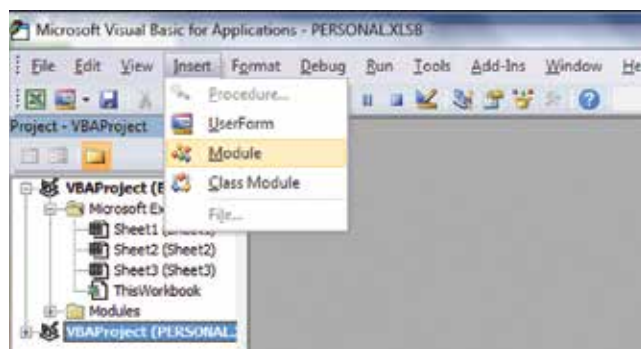 Microsoft Visual Basic for Applications - PERSONAL.XLSB
File Edit View Insert Format Debug Run Tools Add-Ins Window He
Procedure...
Project - VBAProject
UserForm
Module
Class Module
File...
VBAProject (
Microsoft Ex
Sheet1
Sheet2 (Sheet2)
Sheet3 (Sheet3)
ThisWorkbook
Modules
VBAProject (PERSONAL.